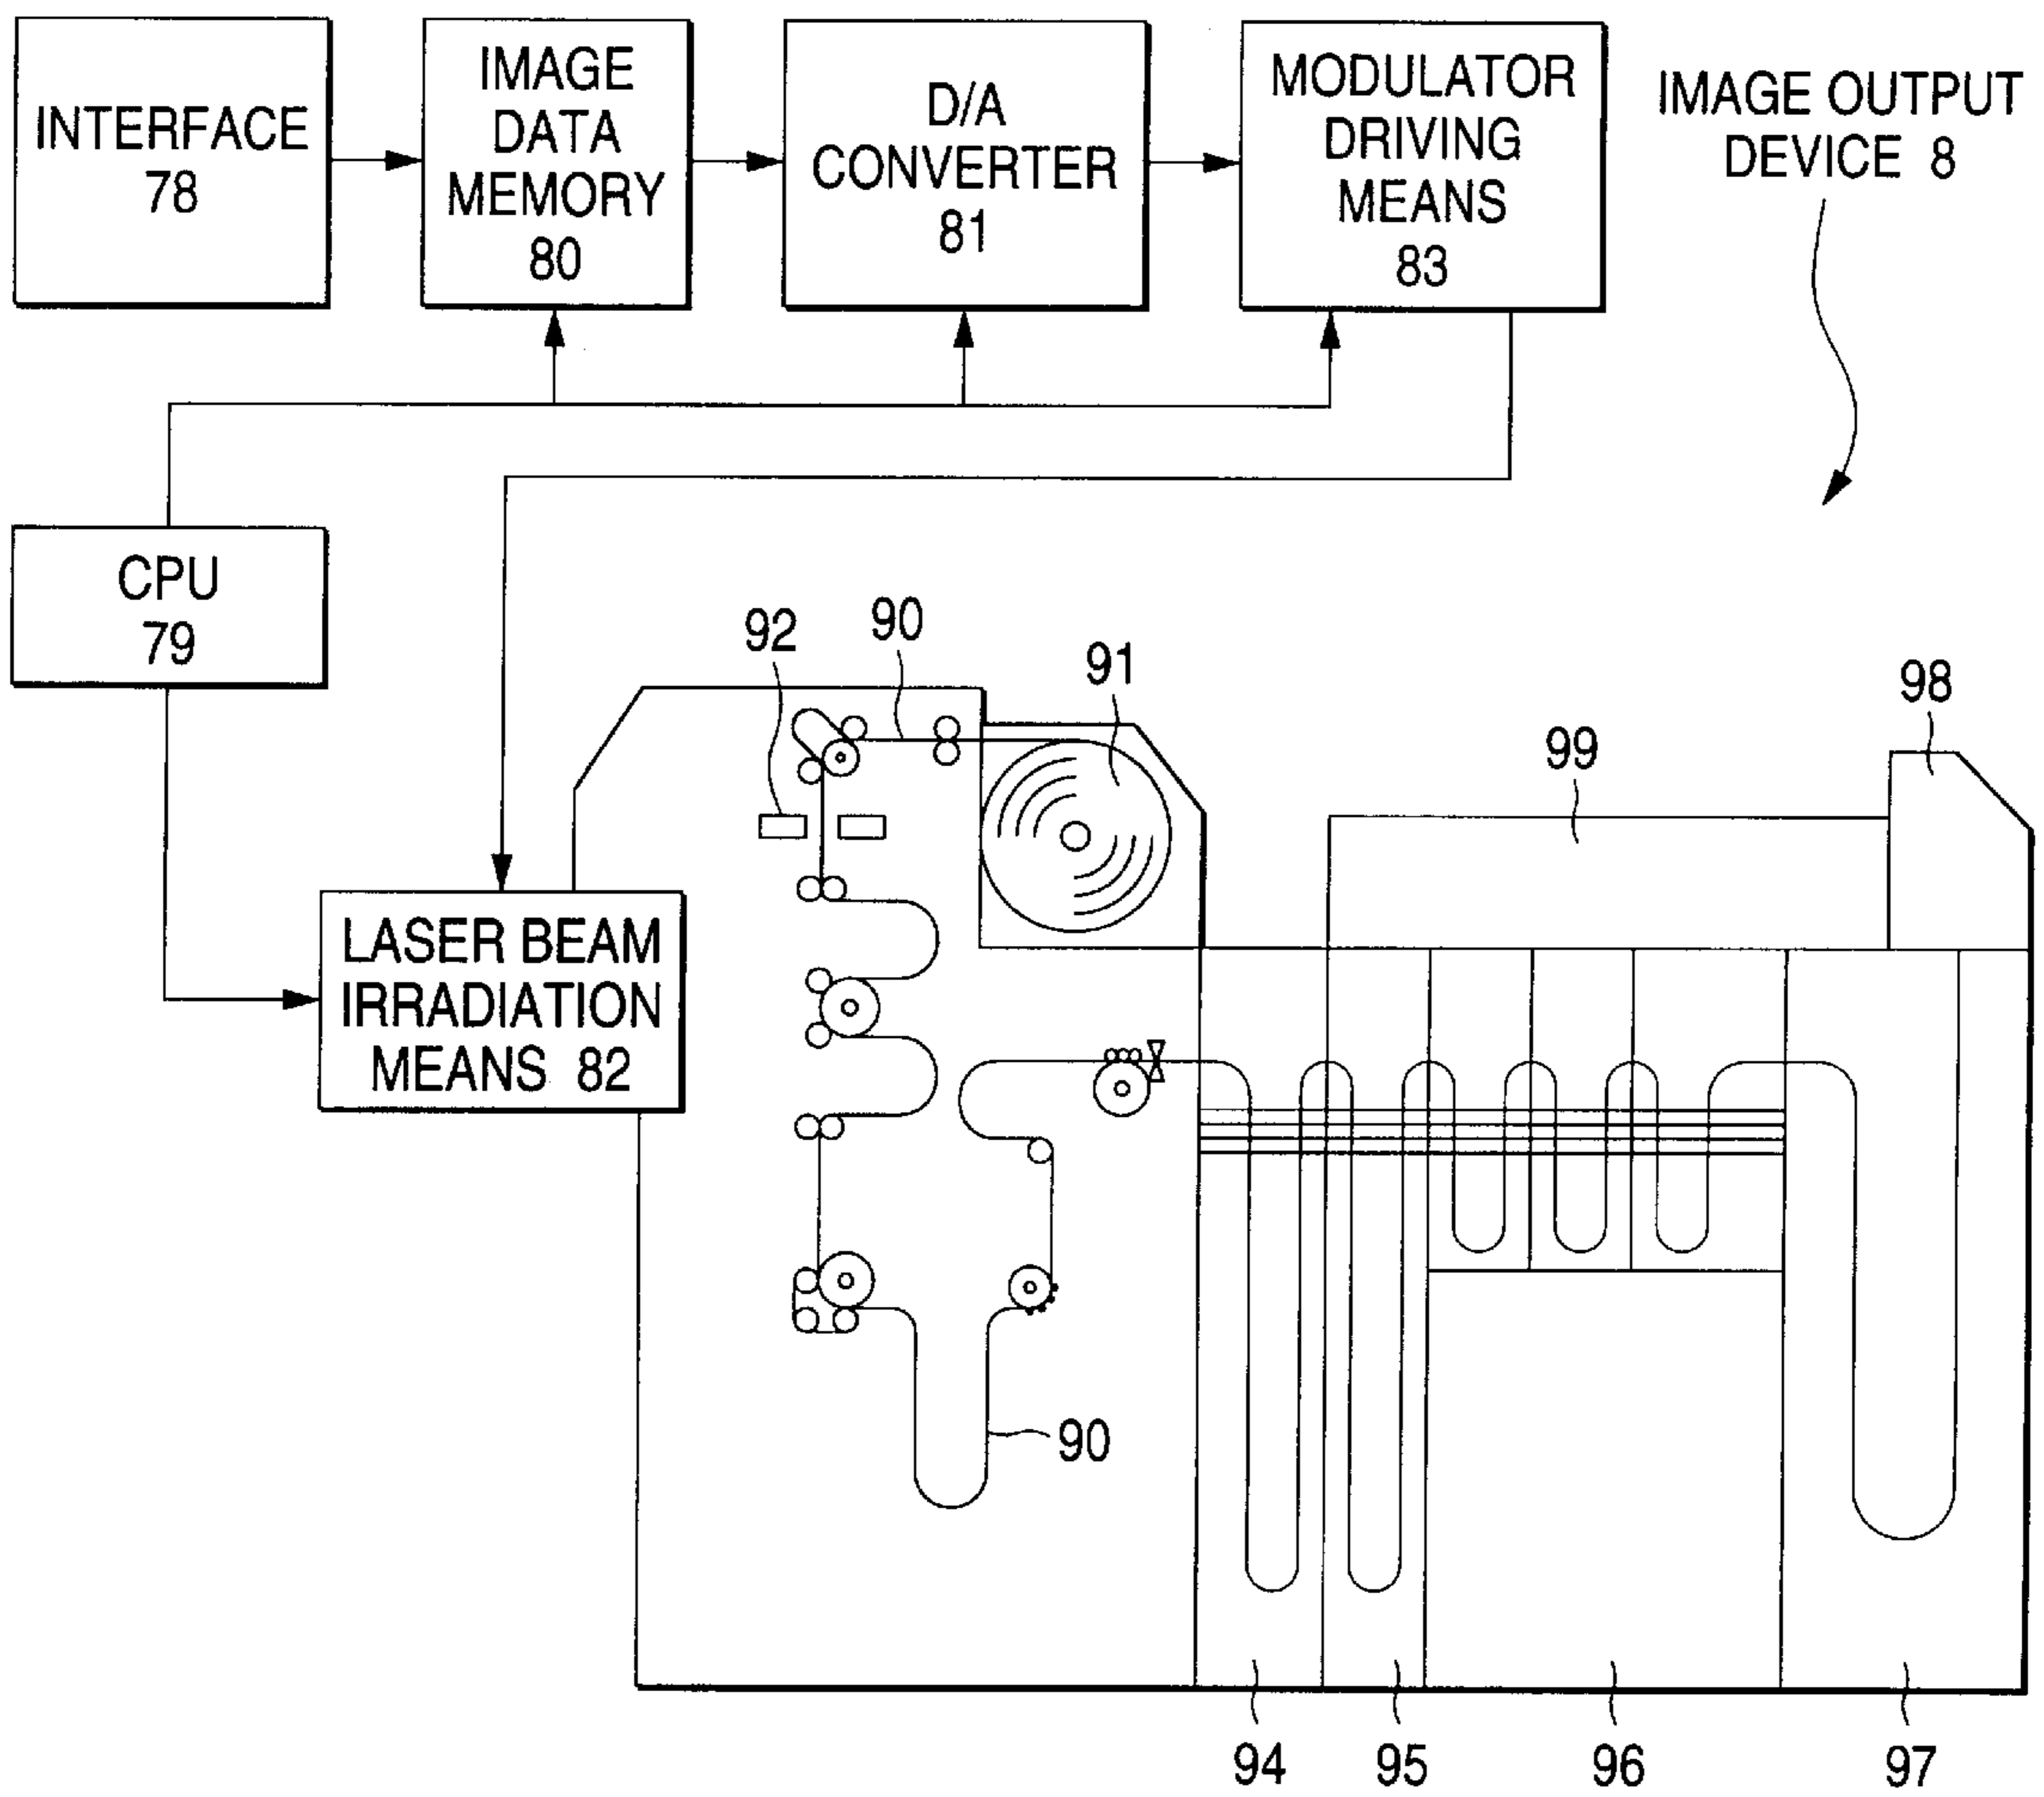 INTERFACE
78
IMAGE
DATA
MEMORY
80
D/A
CONVERTER
81
MODULATOR
DRIVING
MEANS
83
IMAGE OUTPUT
DEVICE 8
CPU
79
92
90
91
98
99
LASER BEAM
IRRADIATION
MEANS 82
90
94
95
96
97